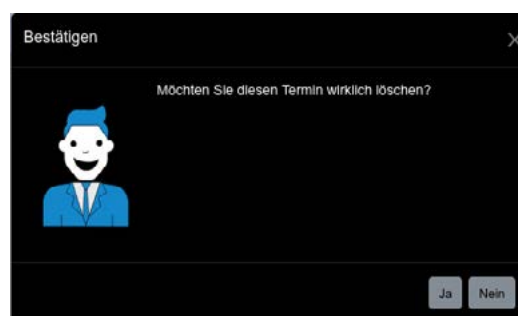 Bestätigen
X
Möchten Sie diesen Termin wirklich löschen?
Ja
Nein